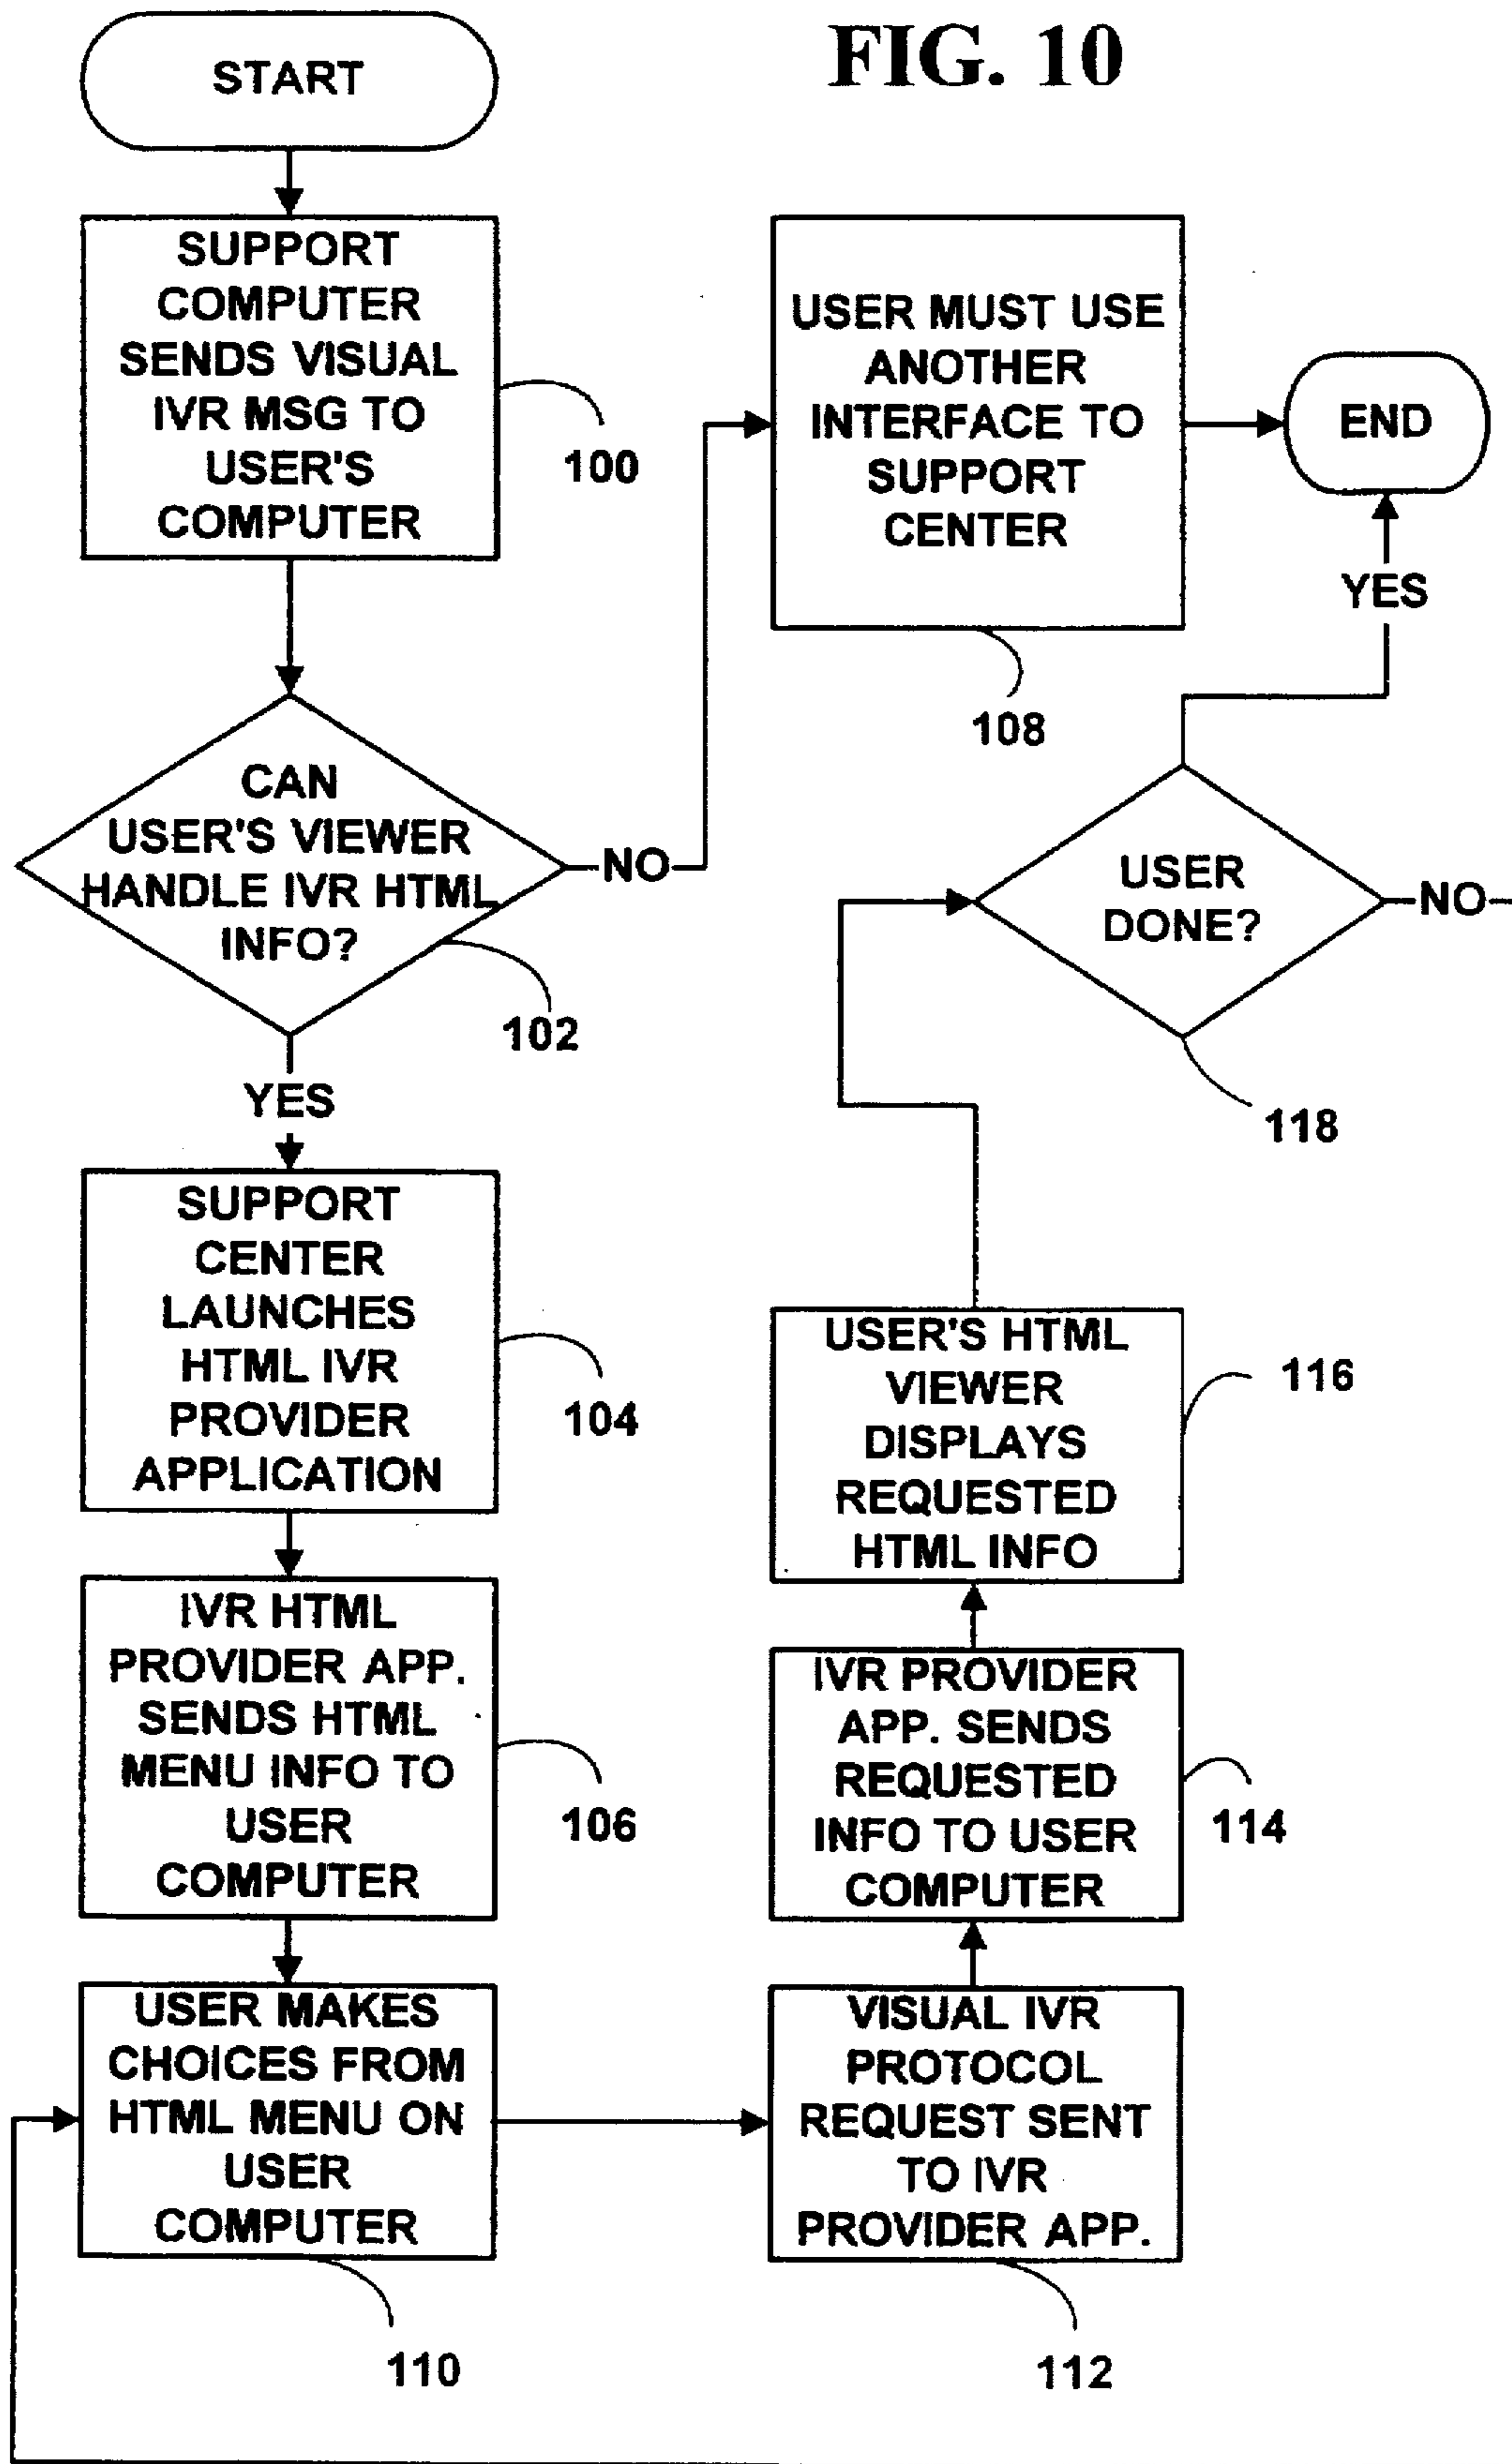 FIG. 10
START
SUPPORT
COMPUTER
SENDS VISUAL
IVR MSG TO
USER'S
COMPUTER
100
CAN
USER'S VIEWER
HANDLE IVR HTML
INFO?
102
NO
YES
SUPPORT
CENTER
LAUNCHES
HTML IVR
PROVIDER
APPLICATION
104
IVR HTML
PROVIDER APP.
SENDS HTML
MENU INFO TO
USER
COMPUTER
106
USER MAKES
CHOICES FROM
HTML MENU ON
USER
COMPUTER
110
USER MUST USE
ANOTHER
INTERFACE TO
SUPPORT
CENTER
108
END
YES
USER
DONE?
NO
118
USER'S HTML
VIEWER
DISPLAYS
REQUESTED
HTML INFO
116
IVR PROVIDER
APP. SENDS
REQUESTED
INFO TO USER
COMPUTER
114
VISUAL IVR
PROTOCOL
REQUEST SENT
TO IVR
PROVIDER APP.
112